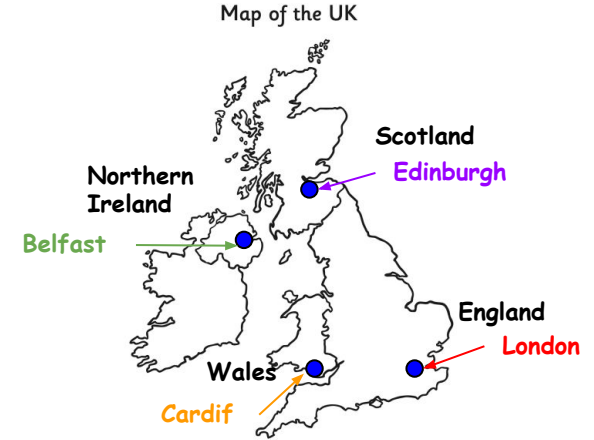 Map of the UK
Scotland
Edinburgh
Northern
Ireland
Belfast
England
London
Wales
Cardif